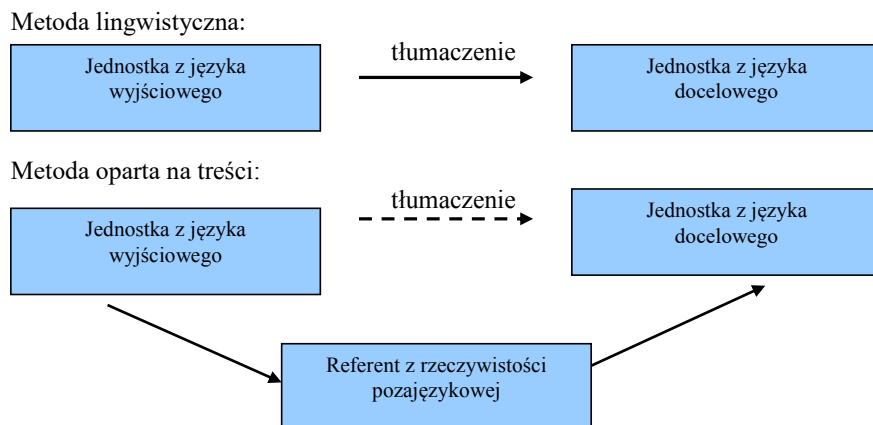 Metoda lingwistyczna:
tłumaczenie
Jednostka z języka
wyjściowego
Jednostka z języka
docelowego
Metoda oparta na treści:
tłumaczenie
Jednostka z języka
wyjściowego
Jednostka z języka
docelowego
Referent z rzeczywistości
pozajęzykowej